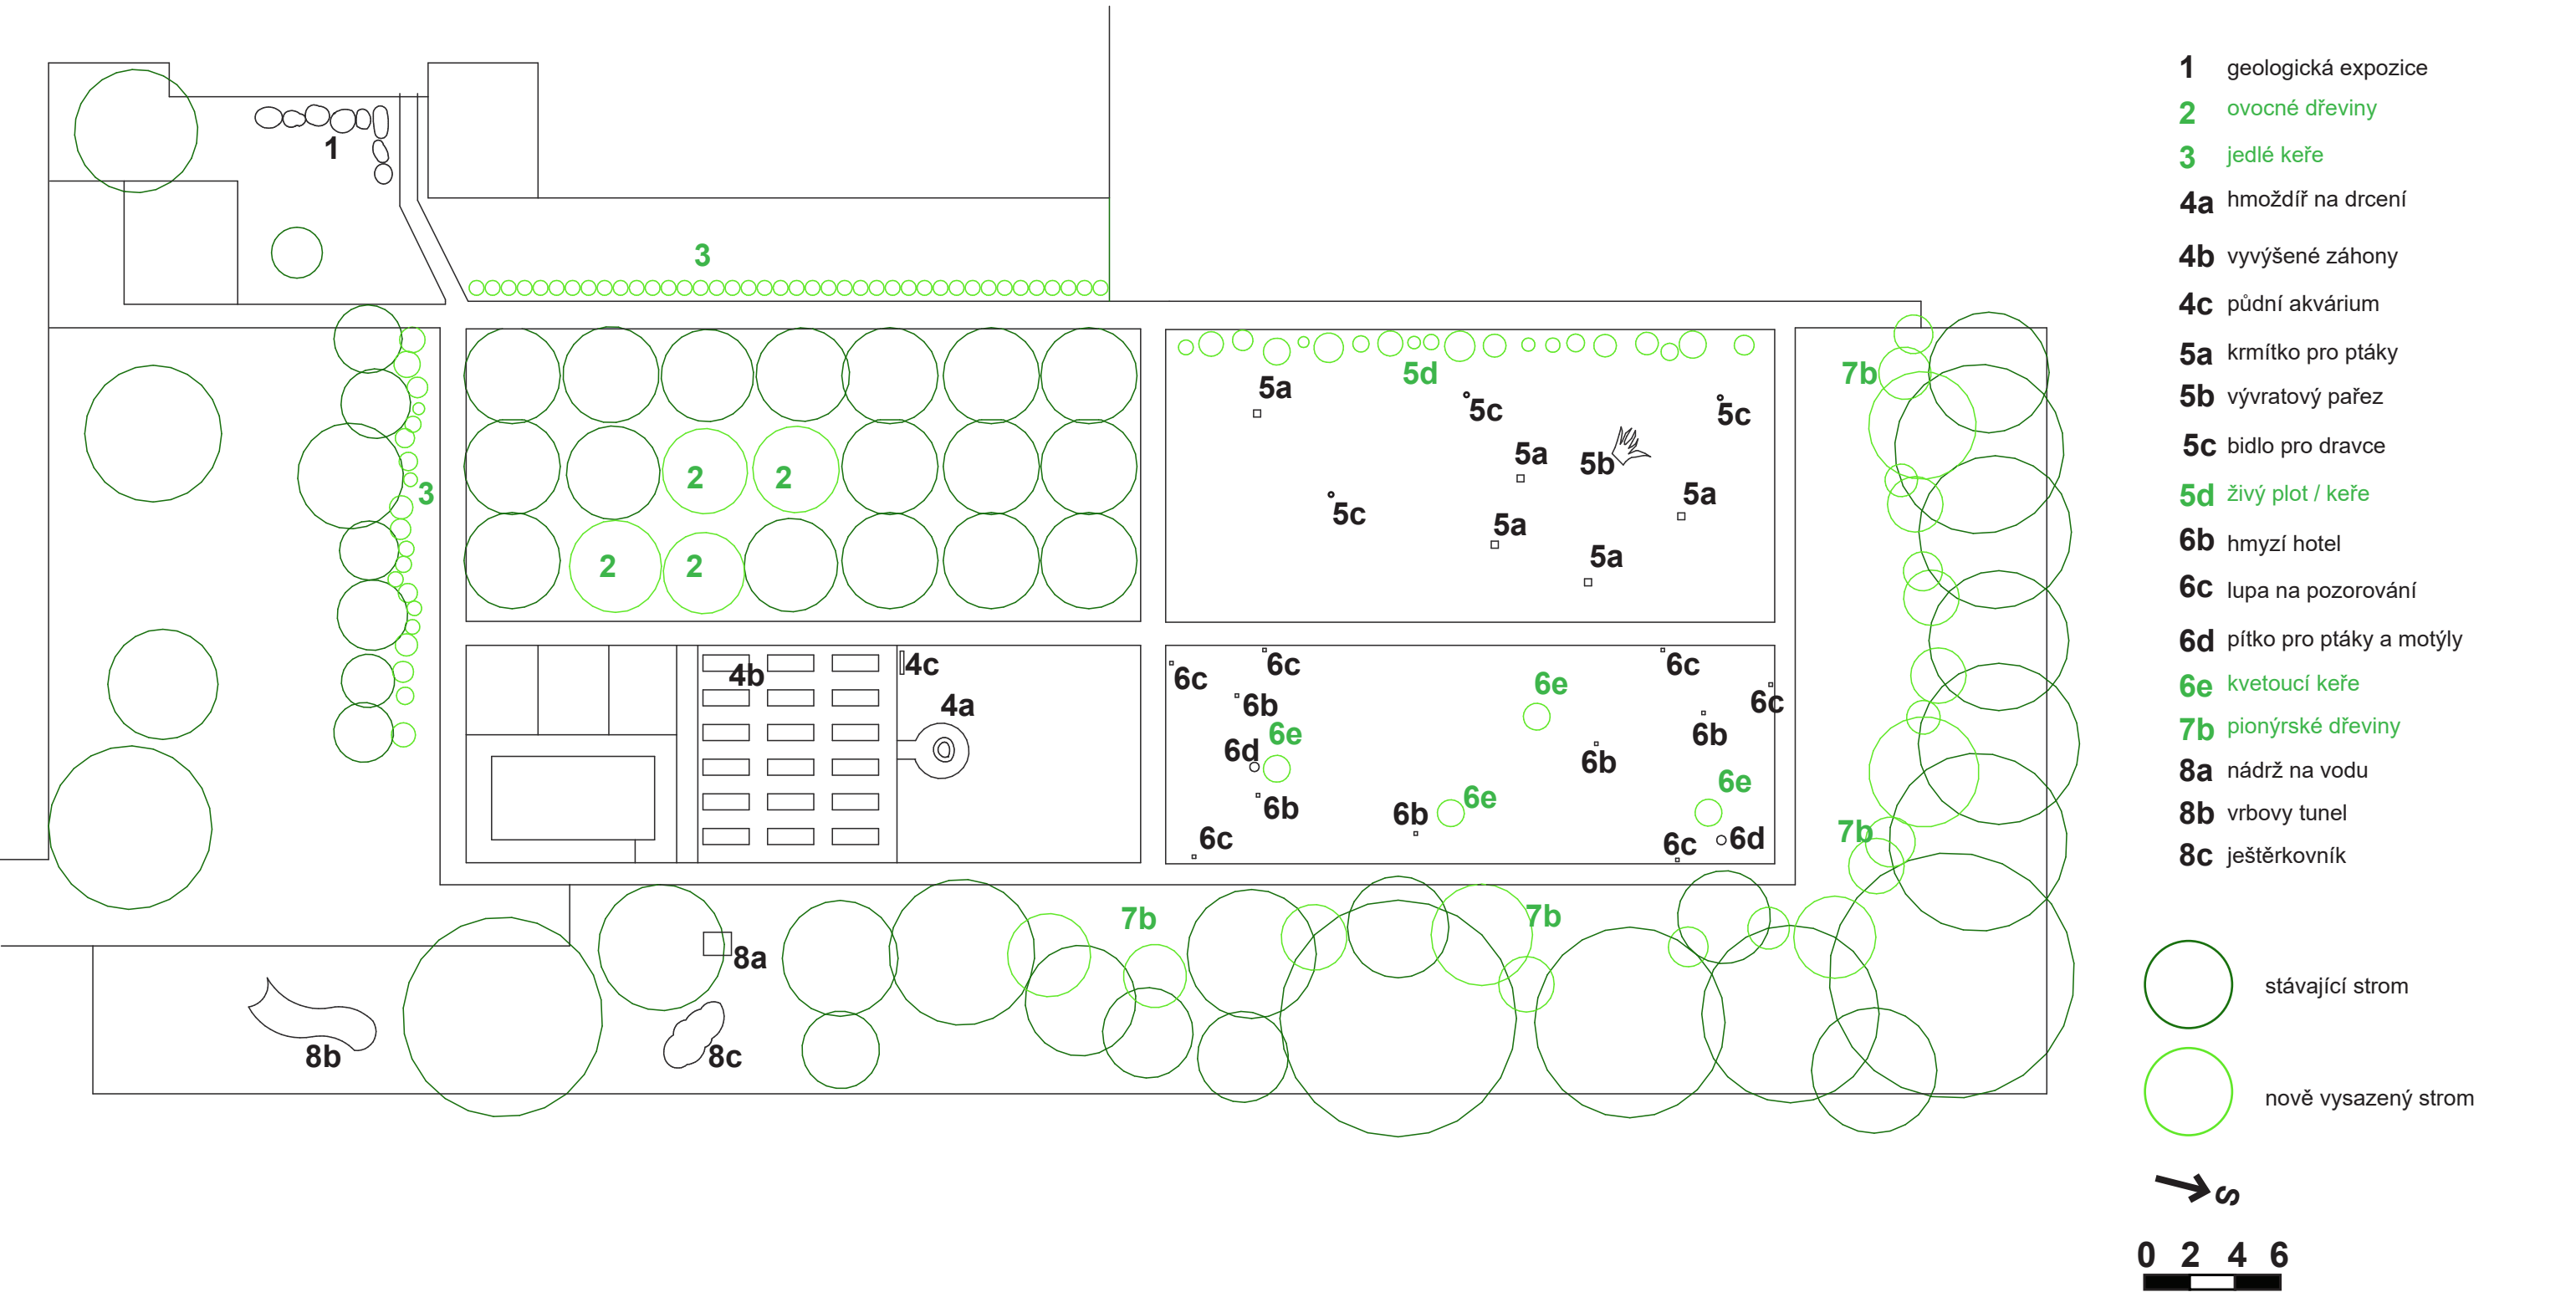 1
3
3
2 2
2 2
5a
5d
5c
5c
5a
5b
5a
5c
5a
5a
7b
4b
4c
4a
6c
6c
6c
6c
6b
6e
6e
6d
6b
6b
6b
6e
6e
6b
6c
6c
6d
7b
7b
7b
8a
8b
8c
1 geologická expozice
2 ovocné dřeviny
3 jedlé keře
4a hmoždíř na drcení
4b vyvýšené záhony
4c půdní akvárium
5a krmítko pro ptáky
5b vývratový pařez
5c bidlo pro dravce
5d živý plot / keře
6b hmyzí hotel
6c lupa na pozorování
6d pítko pro ptáky a motýly
6e kvetoucí keře
7b pionýrské dřeviny
8a nádrž na vodu
8b vrbovy tunel
8c ještěrkovník
stávající strom
nově vysazený strom
S
0 2 4 6